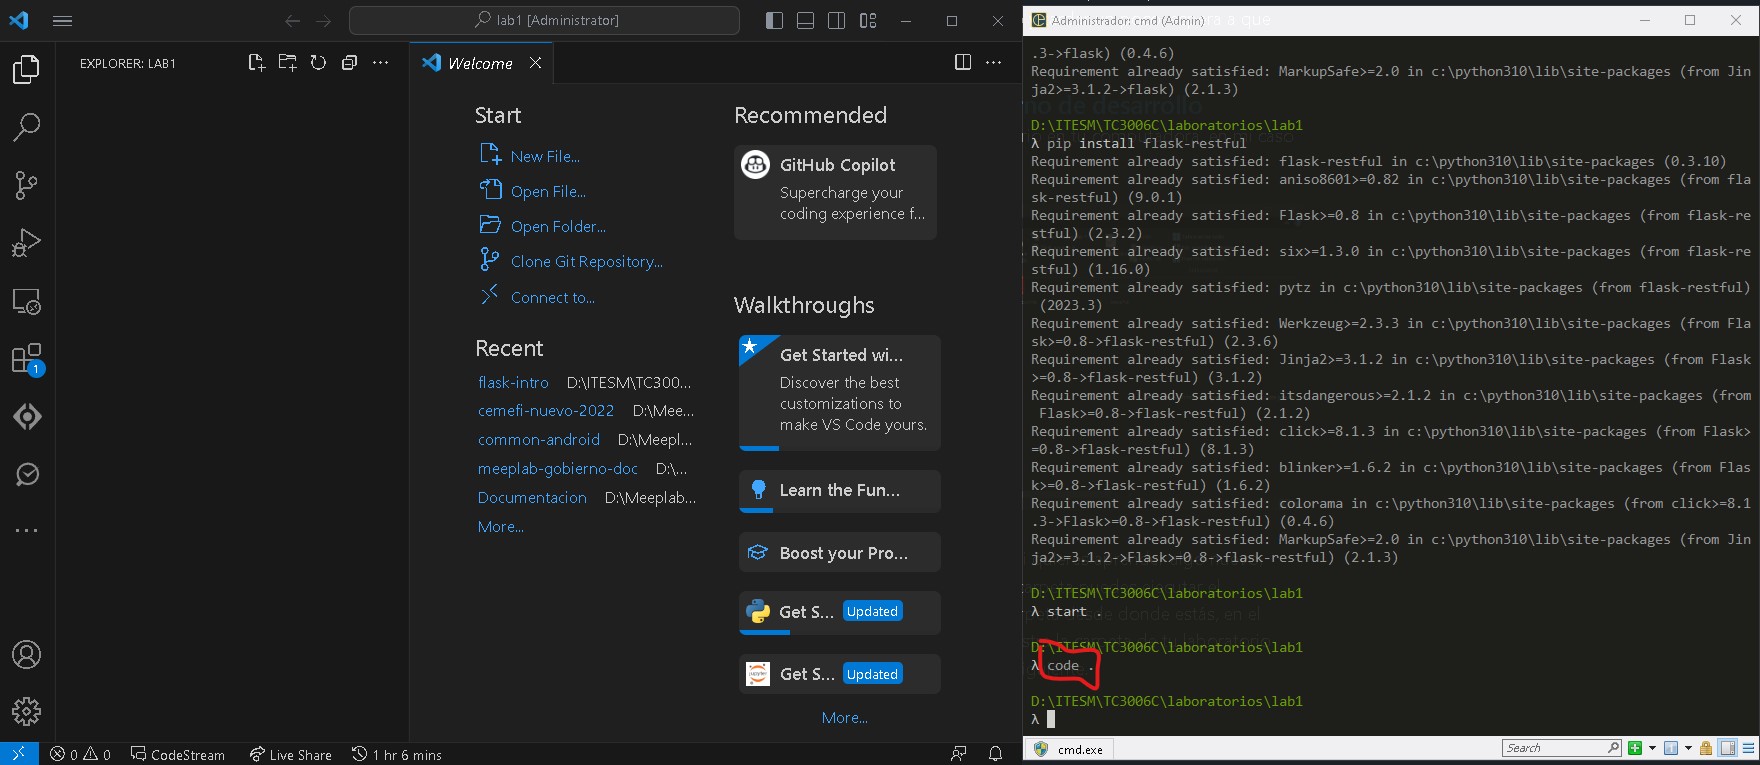 lab1 [Administrator]
EXPLORER: LAB1
Welcome
Start
New File...
Open File...
Open Folder...
Clone Git Repository...
Connect to...
Recent
flask-intro D:\ITESM\TC300...
cemefi-nuevo-2022 D:\Mee...
common-android D:\Meepl...
meeplab-gobierno-doc D:\...
Documentacion D:\Meeplab...
More...
Recommended
GitHub Copilot
Supercharge your
coding experience f...
Walkthroughs
Get Started wi...
Discover the best
customizations to
make VS Code yours.
Learn the Fun...
Boost your Pro...
Get S... Updated
Get S... Updated
More...
1
0 0 CodeStream Live Share 1 hr 6 mins
Administrador: cmd (Admin)
.3->flask) (0.4.6)
Requirement already satisfied: MarkupSafe>=2.0 in c:\python310\lib\site-packages (from Jin
ja2>=3.1.2->flask) (2.1.3)
D:\ITESM\TC3006C\laboratorios\lab1
λ pip install flask-restful
Requirement already satisfied: flask-restful in c:\python310\lib\site-packages (0.3.10)
Requirement already satisfied: aniso8601>=0.82 in c:\python310\lib\site-packages (from fla
sk-restful) (9.0.1)
Requirement already satisfied: Flask>=0.8 in c:\python310\lib\site-packages (from flask-re
stful) (2.3.2)
Requirement already satisfied: six>=1.3.0 in c:\python310\lib\site-packages (from flask-re
stful) (1.16.0)
Requirement already satisfied: pytz in c:\python310\lib\site-packages (from flask-restful)
(2023.3)
Requirement already satisfied: Werkzeug>=2.3.3 in c:\python310\lib\site-packages (from Fla
sk>=0.8->flask-restful) (2.3.6)
Requirement already satisfied: Jinja2>=3.1.2 in c:\python310\lib\site-packages (from Flask
>=0.8->flask-restful) (3.1.2)
Requirement already satisfied: itsdangerous>=2.1.2 in c:\python310\lib\site-packages (from
Flask>=0.8->flask-restful) (2.1.2)
Requirement already satisfied: click>=8.1.3 in c:\python310\lib\site-packages (from Flask>
=0.8->flask-restful) (8.1.3)
Requirement already satisfied: blinker>=1.6.2 in c:\python310\lib\site-packages (from Flas
k>=0.8->flask-restful) (1.6.2)
Requirement already satisfied: colorama in c:\python310\lib\site-packages (from click>=8.1
.3->Flask>=0.8->flask-restful) (0.4.6)
Requirement already satisfied: MarkupSafe>=2.0 in c:\python310\lib\site-packages (from Jin
ja2>=3.1.2->Flask>=0.8->flask-restful) (2.1.3)
D:\ITESM\TC3006C\laboratorios\lab1
λ start .
D:\ITESM\TC3006C\laboratorios\lab1
λ code .
D:\ITESM\TC3006C\laboratorios\lab1
λ
cmd.exe
Search